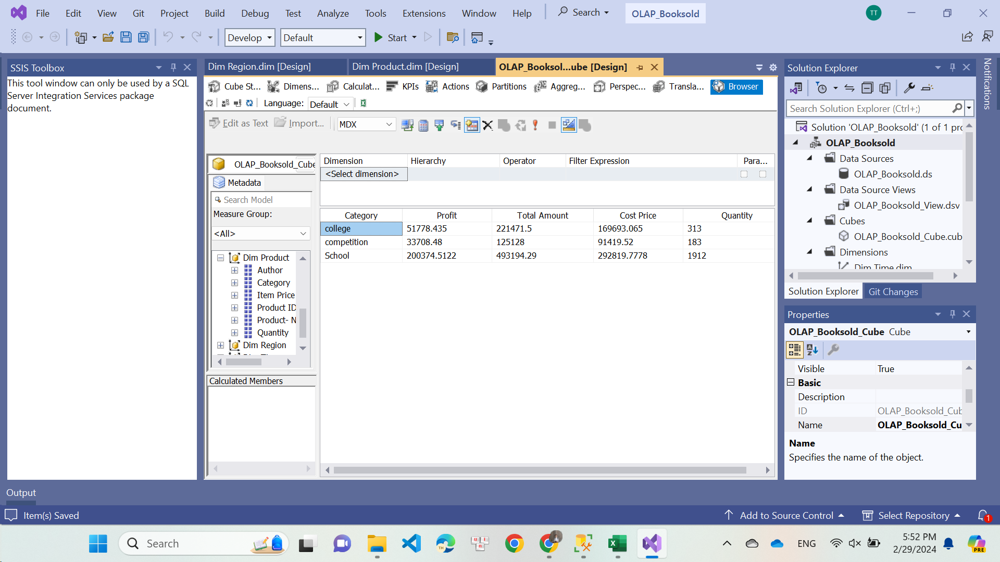 File Edit View Git Project Build Debug Test Analyze Tools Extensions Window Help Search OLAP_Booksold TT
Develop Default Start
SSIS Toolbox
This tool window can only be used by a SQL
Server Integration Services package
document.
Dim Region.dim [Design] Dim Product.dim [Design] OLAP_Booksol...ube [Design]
Cube St... Dimens... Calculat... KPIs Actions Partitions Aggreg... Perspec... Transla... Browser
Language: Default
Edit as Text Import... MDX
OLAP_Booksold_Cube
Metadata
Search Model
Measure Group:
<All>
Dim Product
Author
Category
Item Price
Product ID
Product- N
Quantity
Dim Region
Calculated Members
Dimension Hierarchy Operator Filter Expression Para...
<Select dimension>
Category Profit Total Amount Cost Price Quantity
college 51778.435 221471.5 169693.065 313
competition 33708.48 125128 91419.52 183
School 200374.5122 493194.29 292819.7778 1912
Solution Explorer
Search Solution Explorer (Ctrl+;)
Solution 'OLAP_Booksold' (1 of 1 pro
OLAP_Booksold
Data Sources
OLAP_Booksold.ds
Data Source Views
OLAP_Booksold_View.dsv
Cubes
OLAP_Booksold_Cube.cub
Dimensions
Dim Time.dim
Solution Explorer Git Changes
Notifications
Properties
OLAP_Booksold_Cube Cube
Visible True
Basic
Description
ID OLAP_Booksold_Cub
Name OLAP_Booksold_Cu
Name
Specifies the name of the object.
Output
Item(s) Saved Add to Source Control Select Repository 1
Search TH ENG 5:52 PM
2/29/2024 PRE